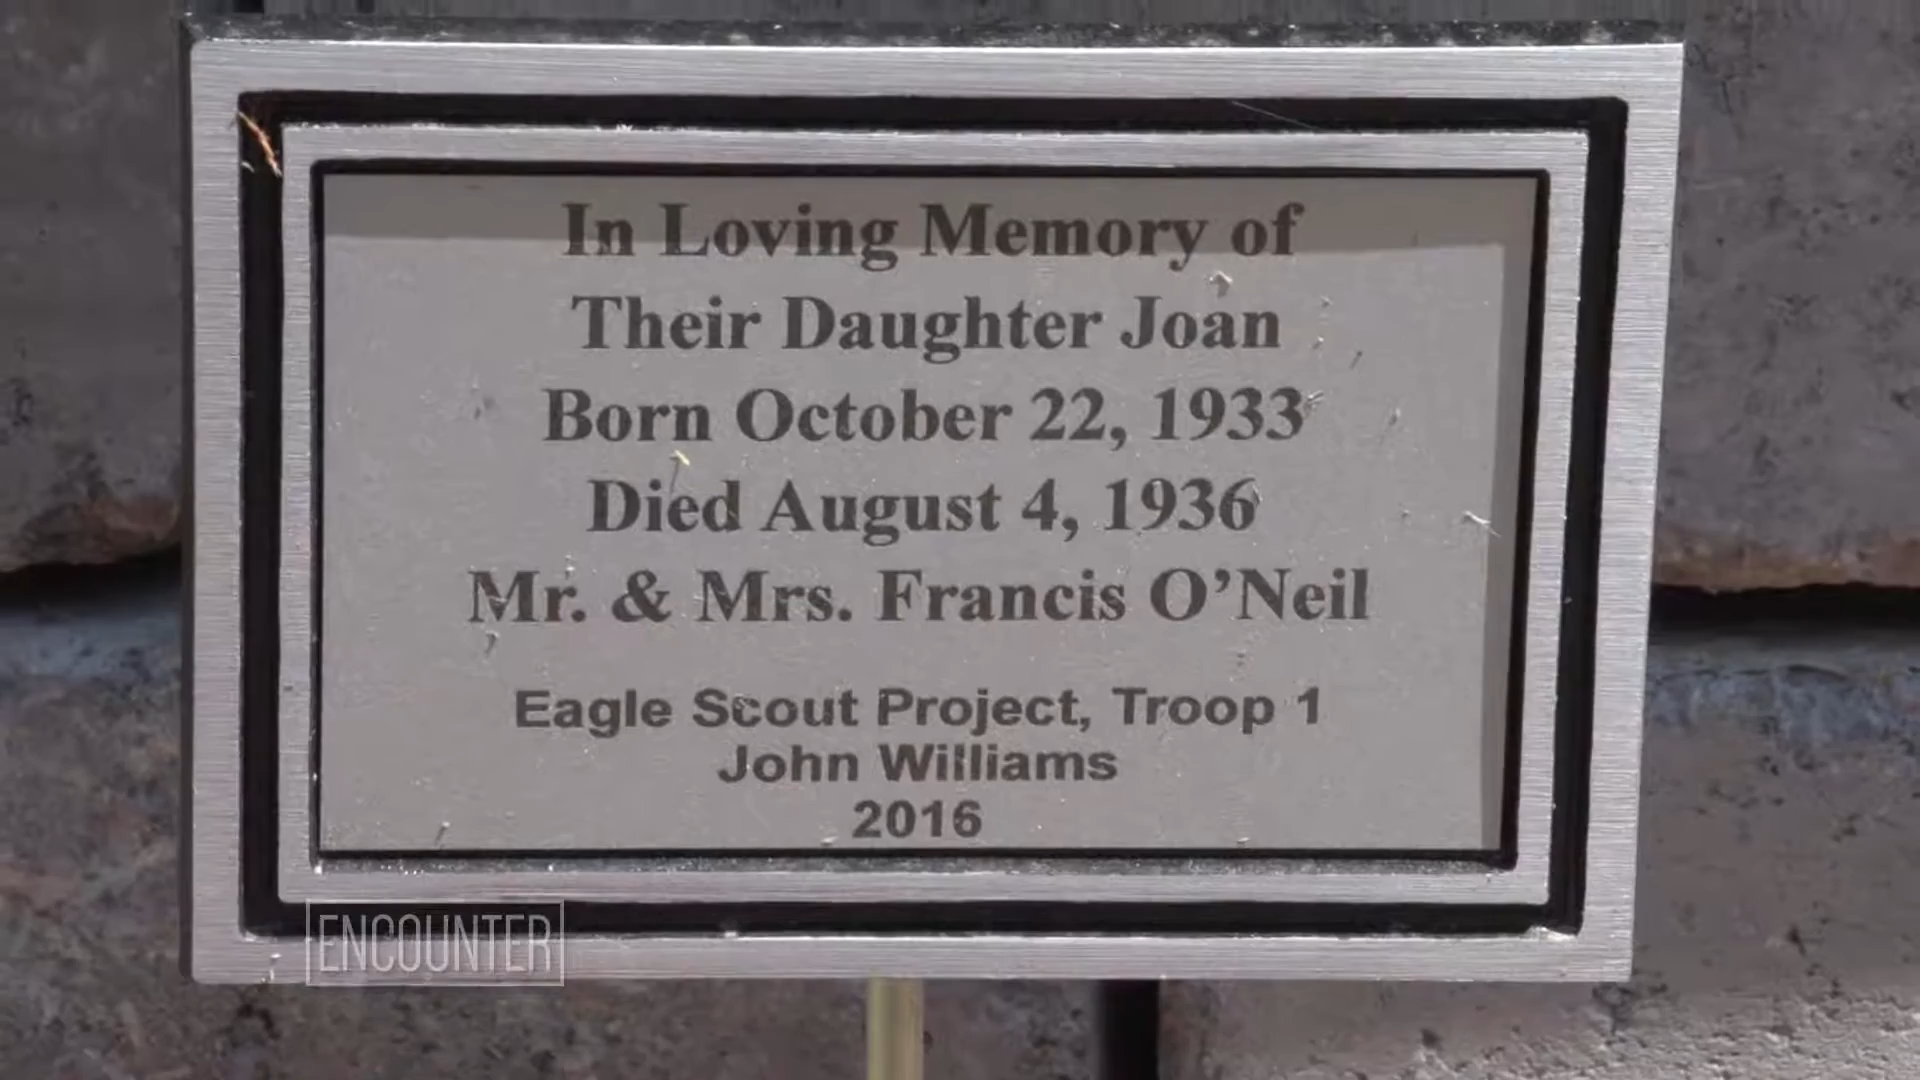 In Loving Memory of
Their Daughter Joan
Born October 22, 1933
Died August 4, 1936
Mr. & Mrs. Francis O’Neil
Eagle Scout Project, Troop 1
John Williams
2016
ENCOUNTER